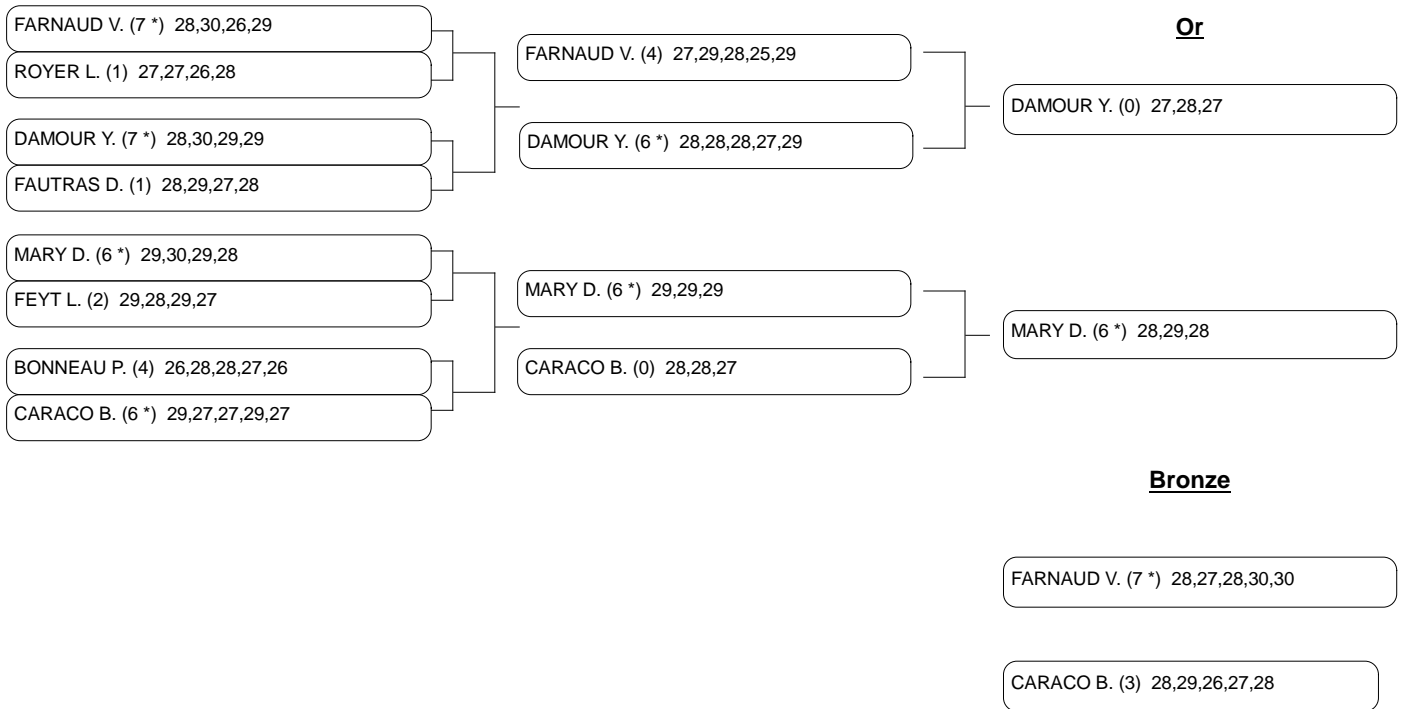 FARNAUD V. (7 *) 28,30,26,29
ROYER L. (1) 27,27,26,28
DAMOUR Y. (7 *) 28,30,29,29
FAUTRAS D. (1) 28,29,27,28
MARY D. (6 *) 29,30,29,28
FEYT L. (2) 29,28,29,27
BONNEAU P. (4) 26,28,28,27,26
CARACO B. (6 *) 29,27,27,29,27
FARNAUD V. (4) 27,29,28,25,29
DAMOUR Y. (6 *) 28,28,28,27,29
MARY D. (6 *) 29,29,29
CARACO B. (0) 28,28,27
Or
DAMOUR Y. (0) 27,28,27
MARY D. (6 *) 28,29,28
Bronze
FARNAUD V. (7 *) 28,27,28,30,30
CARACO B. (3) 28,29,26,27,28